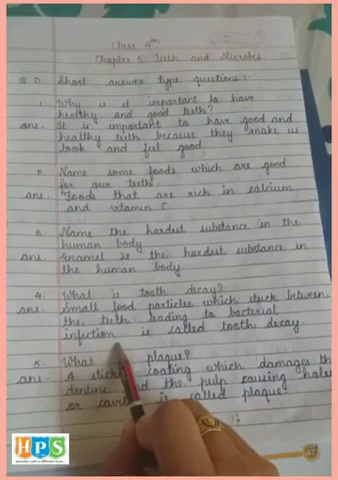 Class 4th
Chapter 5 Teeth and Microbes
Q D. Short answer type questions:-
1. Why is it important to have
healthy and good teeth?
ans. It is important to have good and
healthy teeth because they make us
look and feel good
2. Name some foods which are good
for our teeth
ans. Foods that are rich in calcium
and vitamin C
3. Name the hardest substance in the
human body
ans. Enamel is the hardest substance in
the human body
4. What is tooth decay?
ans. Small food particles which stuck between
the teeth leading to bacterial
infection is called tooth decay
5. What plaque?
ans. A sticky coating which damages the
dentine and the pulp causing holes
or cavities is called plaque
HPS